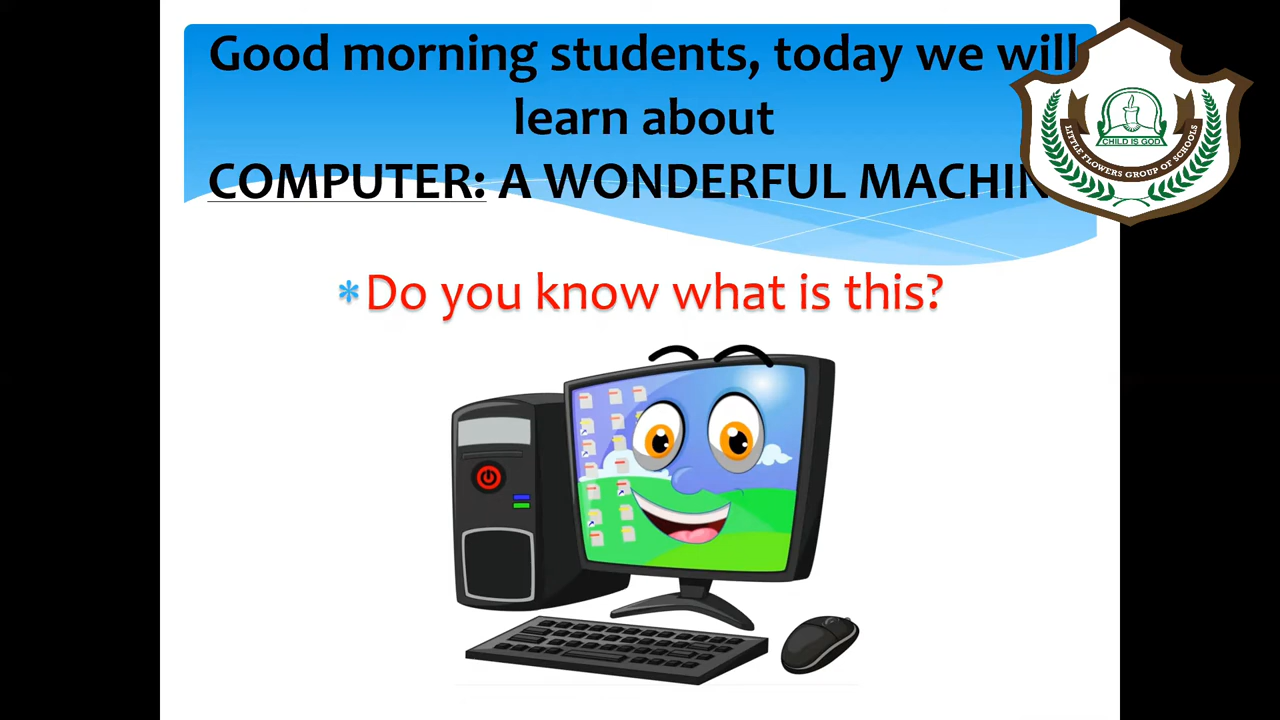 Good morning students, today we will
learn about
COMPUTER: A WONDERFUL MACHIN
CHILD IS GOD
LITTLE FLOWERS GROUP OF SCHOOLS
*Do you know what is this?